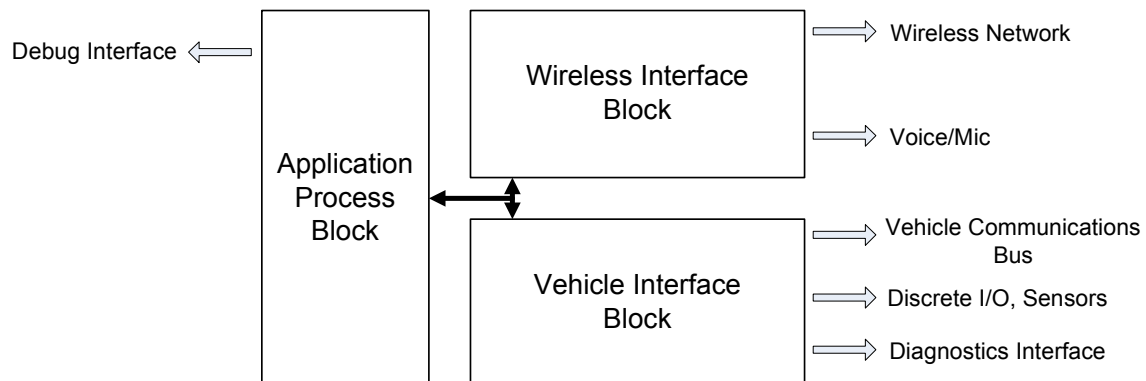 Debug Interface
Application
Process
Block
Wireless Interface
Block
Wireless Network
Voice/Mic
Vehicle Interface
Block
Vehicle Communications
Bus
Discrete I/O, Sensors
Diagnostics Interface